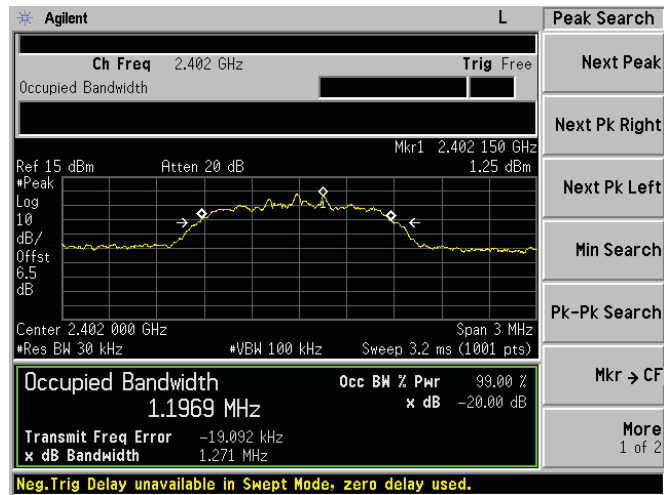 Agilent L Peak Search
Ch Freq 2.402 GHz Trig Free
Occupied Bandwidth
Next Peak
Next Pk Right
Next Pk Left
Min Search
Pk-Pk Search
Mkr → CF
More
1 of 2
Mkr1 2.402 150 GHz
Ref 15 dBm Atten 20 dB 1.25 dBm
#Peak
Log
10
dB/
Offst
6.5
dB
1
Center 2.402 000 GHz Span 3 MHz
#Res BW 30 kHz #VBW 100 kHz Sweep 3.2 ms (1001 pts)
Occupied Bandwidth Occ BW % Pwr 99.00 %
1.1969 MHz x dB -20.00 dB
Transmit Freq Error -19.092 kHz
x dB Bandwidth 1.271 MHz
Neg.Trig Delay unavailable in Swept Mode, zero delay used.